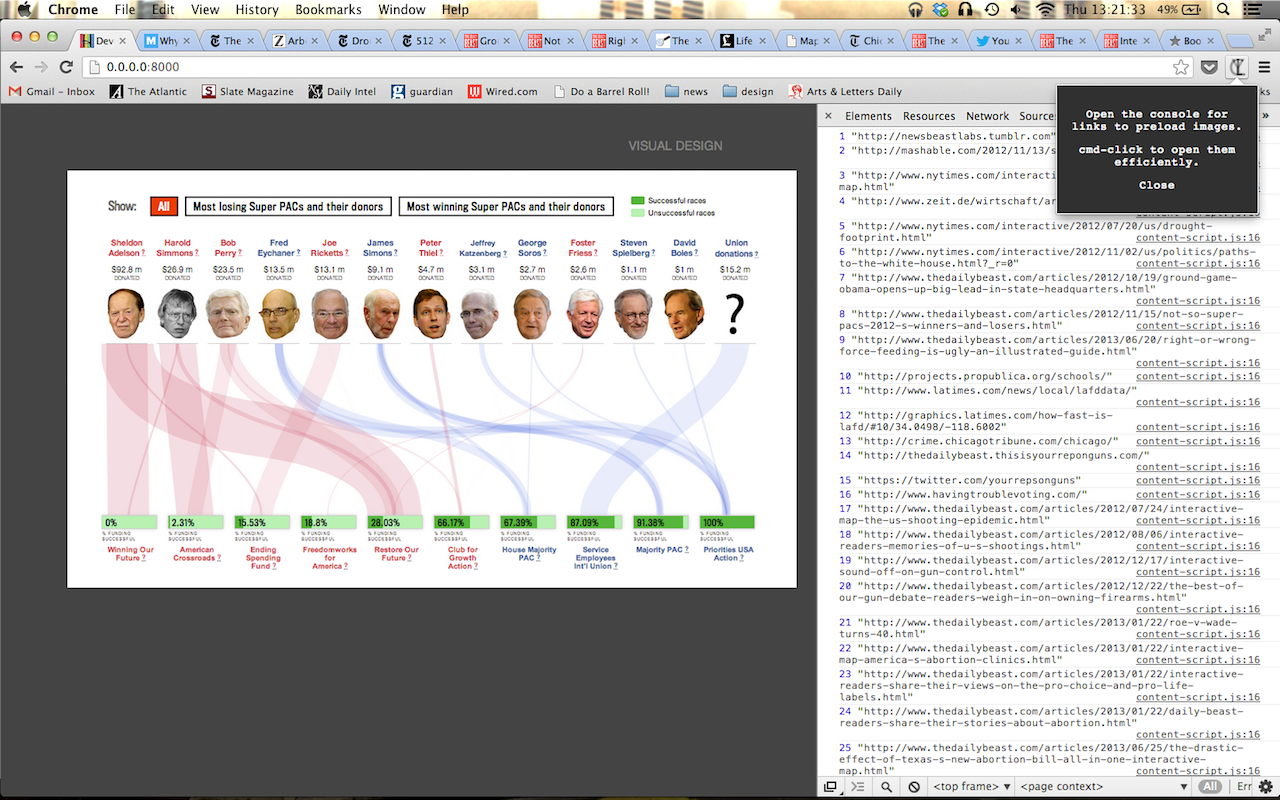 Chrome File Edit View History Bookmarks Window Help Thu 13:21:33 49%
Dev Why The Arb Dro 512 Gro Not Rig The Life Map Chic The You The Inte Boo
0.0.0.0:8000
Gmail – Inbox The Atlantic Slate Magazine Daily Intel guardian Wired.com Do a Barrel Roll! news design Arts & Letters Daily ks
Open the console for
links to preload images.
cmd-click to open them
efficiently.
Close
VISUAL DESIGN
Show: All Most losing Super PACs and their donors Most winning Super PACs and their donors
Successful races
Unsuccessful races
Sheldon Adelson ?
$92.8 m
DONATED
Harold Simmons ?
$26.9 m
DONATED
Bob Perry ?
$23.5 m
DONATED
Fred Eychaner ?
$13.5 m
DONATED
Joe Ricketts ?
$13.1 m
DONATED
James Simons ?
$9.1 m
DONATED
Peter Thiel ?
$4.7 m
DONATED
Jeffrey Katzenberg ?
$3.1 m
DONATED
George Soros ?
$2.7 m
DONATED
Foster Friess ?
$2.6 m
DONATED
Steven Spielberg ?
$1.1 m
DONATED
David Boies ?
$1 m
DONATED
Union donations ?
$15.2 m
DONATED
?
0%
% FUNDING SUCCESSFUL
Winning Our Future ?
2.31%
% FUNDING SUCCESSFUL
American Crossroads ?
15.53%
% FUNDING SUCCESSFUL
Ending Spending Fund ?
18.8%
% FUNDING SUCCESSFUL
Freedomworks for America ?
28.03%
% FUNDING SUCCESSFUL
Restore Our Future ?
66.17%
% FUNDING SUCCESSFUL
Club for Growth Action ?
67.39%
% FUNDING SUCCESSFUL
House Majority PAC ?
87.09%
% FUNDING SUCCESSFUL
Service Employees Int'l Union ?
91.38%
% FUNDING SUCCESSFUL
Majority PAC ?
100%
% FUNDING SUCCESSFUL
Priorities USA Action ?
× Elements Resources Network Sources »
1 "http://newsbeastlabs.tumblr.com"
2 "http://mashable.com/2012/11/13/s
3 "http://www.nytimes.com/interactiv
map.html"
4 "http://www.zeit.de/wirtschaft/ar
content-script.js:16
5 "http://www.nytimes.com/interactive/2012/07/20/us/drought-
footprint.html" content-script.js:16
6 "http://www.nytimes.com/interactive/2012/11/02/us/politics/paths-
to-the-white-house.html?_r=0" content-script.js:16
7 "http://www.thedailybeast.com/articles/2012/10/19/ground-game-
obama-opens-up-big-lead-in-state-headquarters.html"
content-script.js:16
8 "http://www.thedailybeast.com/articles/2012/11/15/not-so-super-
pacs-2012-s-winners-and-losers.html" content-script.js:16
9 "http://www.thedailybeast.com/articles/2013/06/20/right-or-wrong-
force-feeding-is-ugly-an-illustrated-guide.html"
content-script.js:16
10 "http://projects.propublica.org/schools/" content-script.js:16
11 "http://www.latimes.com/news/local/lafddata/"
content-script.js:16
12 "http://graphics.latimes.com/how-fast-is-
lafd/#10/34.0498/-118.6002" content-script.js:16
13 "http://crime.chicagotribune.com/chicago/" content-script.js:16
14 "http://thedailybeast.thisisyourreponguns.com/"
content-script.js:16
15 "https://twitter.com/yourrepsonguns" content-script.js:16
16 "http://www.havingtroublevoting.com/" content-script.js:16
17 "http://www.thedailybeast.com/articles/2012/07/24/interactive-
map-the-us-shooting-epidemic.html" content-script.js:16
18 "http://www.thedailybeast.com/articles/2012/08/06/interactive-
readers-memories-of-u-s-shootings.html" content-script.js:16
19 "http://www.thedailybeast.com/articles/2012/12/17/interactive-
sound-off-on-gun-control.html" content-script.js:16
20 "http://www.thedailybeast.com/articles/2012/12/22/the-best-of-
our-gun-debate-readers-weigh-in-on-owning-firearms.html"
content-script.js:16
21 "http://www.thedailybeast.com/articles/2013/01/22/roe-v-wade-
turns-40.html" content-script.js:16
22 "http://www.thedailybeast.com/articles/2013/01/22/interactive-
map-america-s-abortion-clinics.html" content-script.js:16
23 "http://www.thedailybeast.com/articles/2013/01/22/interactive-
readers-share-their-views-on-the-pro-choice-and-pro-life-
labels.html" content-script.js:16
24 "http://www.thedailybeast.com/articles/2013/01/22/daily-beast-
readers-share-their-stories-about-abortion.html"
content-script.js:16
25 "http://www.thedailybeast.com/articles/2013/06/25/the-drastic-
effect-of-texas-s-new-abortion-bill-all-in-one-interactive-
map.html" content-script.js:16
<top frame> <page context> All Err